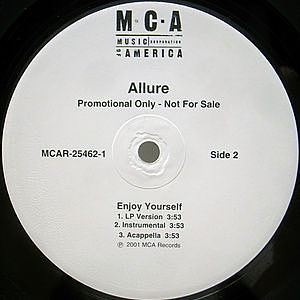 M·C·A
MUSIC CORPORATION
OF AMERICA
Allure
Promotional Only - Not For Sale
MCAR-25462-1
Side 2
Enjoy Yourself
1. LP Version 3:53
2. Instrumental 3:53
3. Acappella 3:53
℗ 2001 MCA Records